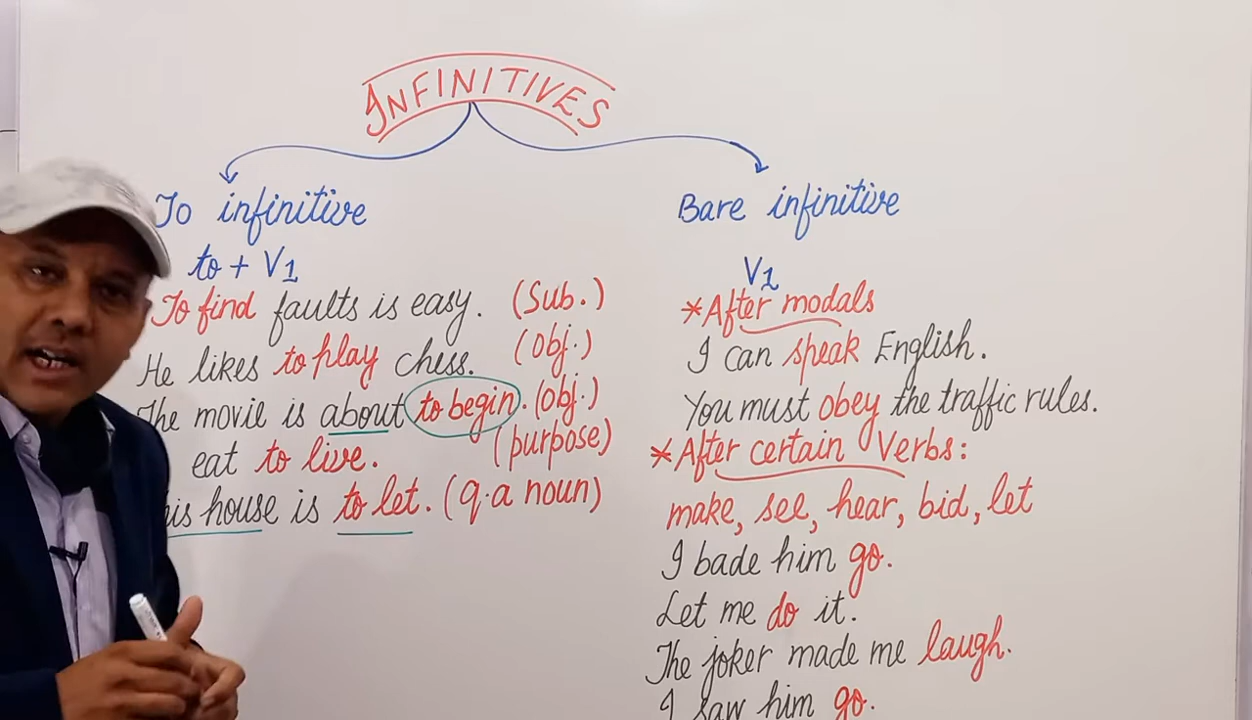 INFINITIVES
To infinitive
to + V1
To find faults is easy. (Sub.)
He likes to play chess. (obj.)
The movie is about to begin. (obj.)
eat to live. (purpose)
his house is to let. (q. a noun)
Bare infinitive
V1
*After modals
I can speak English.
You must obey the traffic rules.
*After certain Verbs:
make, see, hear, bid, let
I bade him go.
Let me do it.
The joker made me laugh.
I saw him go.